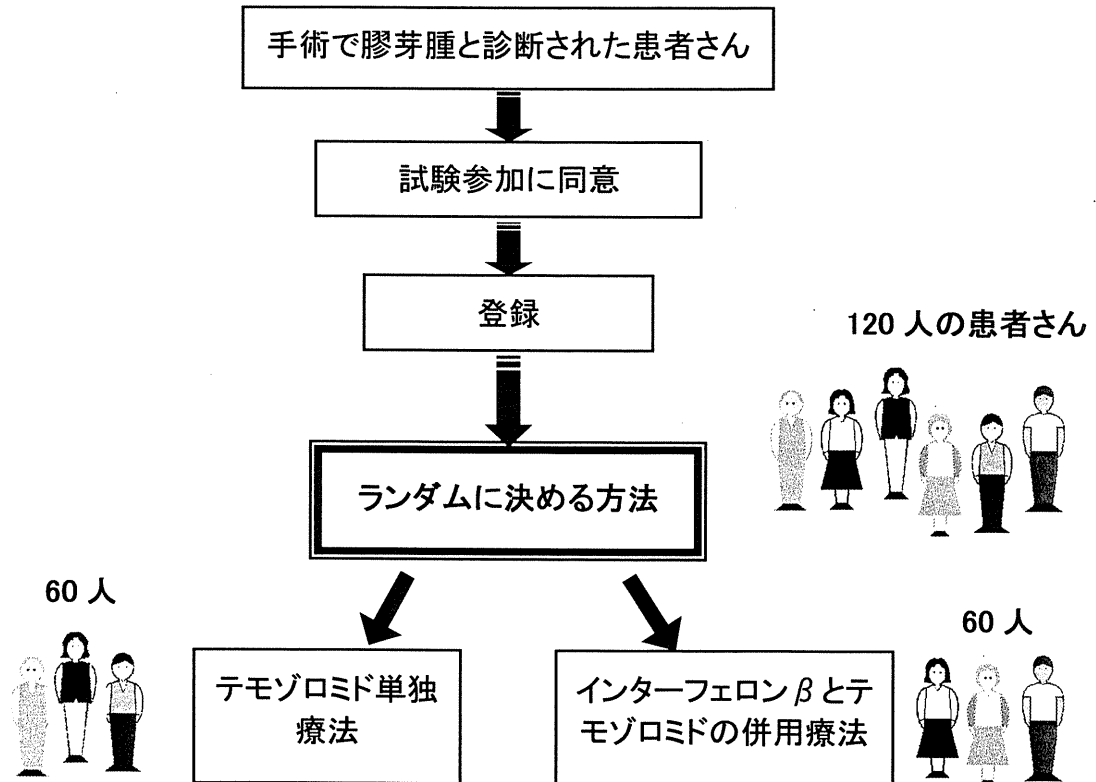 手術で膠芽腫と診断された患者さん
試験参加に同意
登録
120 人の患者さん
ランダムに決める方法
60 人
60 人
テモゾロミド単独
療法
インターフェロンβとテ
モゾロミドの併用療法